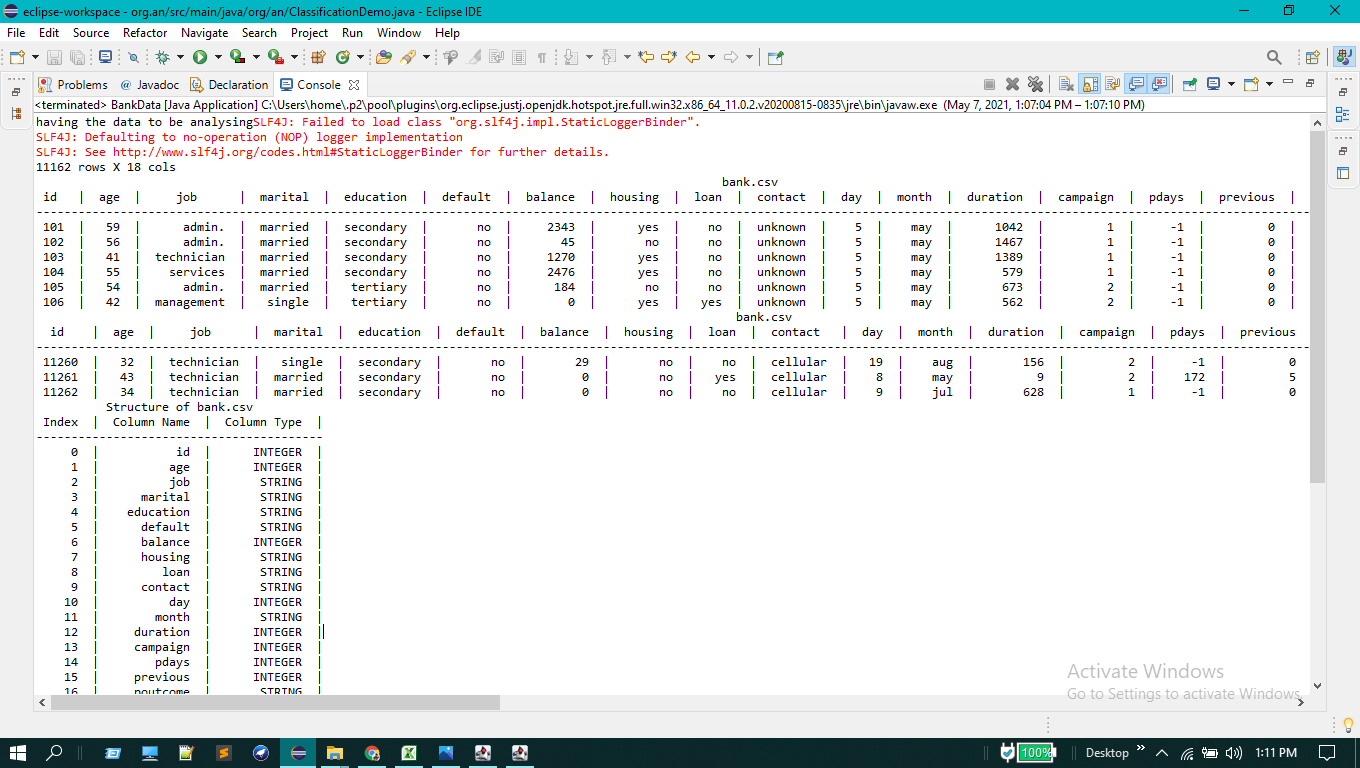 eclipse-workspace - org.an/src/main/java/org/an/ClassificationDemo.java - Eclipse IDE
File Edit Source Refactor Navigate Search Project Run Window Help
Problems @ Javadoc Declaration Console
<terminated> BankData [Java Application] C:\Users\home\.p2\pool\plugins\org.eclipse.justj.openjdk.hotspot.jre.full.win32.x86_64_11.0.2.v20200815-0835\jre\bin\javaw.exe (May 7, 2021, 1:07:04 PM – 1:07:10 PM)
having the data to be analysingSLF4J: Failed to load class "org.slf4j.impl.StaticLoggerBinder".
SLF4J: Defaulting to no-operation (NOP) logger implementation
SLF4J: See http://www.slf4j.org/codes.html#StaticLoggerBinder for further details.
11162 rows X 18 cols
bank.csv
id | age | job | marital | education | default | balance | housing | loan | contact | day | month | duration | campaign | pdays | previous |
101 | 59 | admin. | married | secondary | no | 2343 | yes | no | unknown | 5 | may | 1042 | 1 | -1 | 0 |
102 | 56 | admin. | married | secondary | no | 45 | no | no | unknown | 5 | may | 1467 | 1 | -1 | 0 |
103 | 41 | technician | married | secondary | no | 1270 | yes | no | unknown | 5 | may | 1389 | 1 | -1 | 0 |
104 | 55 | services | married | secondary | no | 2476 | yes | no | unknown | 5 | may | 579 | 1 | -1 | 0 |
105 | 54 | admin. | married | tertiary | no | 184 | no | no | unknown | 5 | may | 673 | 2 | -1 | 0 |
106 | 42 | management | single | tertiary | no | 0 | yes | yes | unknown | 5 | may | 562 | 2 | -1 | 0 |
bank.csv
id | age | job | marital | education | default | balance | housing | loan | contact | day | month | duration | campaign | pdays | previous
11260 | 32 | technician | single | secondary | no | 29 | no | no | cellular | 19 | aug | 156 | 2 | -1 | 0
11261 | 43 | technician | married | secondary | no | 0 | no | yes | cellular | 8 | may | 9 | 2 | 172 | 5
11262 | 34 | technician | married | secondary | no | 0 | no | no | cellular | 9 | jul | 628 | 1 | -1 | 0
Structure of bank.csv
Index | Column Name | Column Type |
0 | id | INTEGER |
1 | age | INTEGER |
2 | job | STRING |
3 | marital | STRING |
4 | education | STRING |
5 | default | STRING |
6 | balance | INTEGER |
7 | housing | STRING |
8 | loan | STRING |
9 | contact | STRING |
10 | day | INTEGER |
11 | month | STRING |
12 | duration | INTEGER |
13 | campaign | INTEGER |
14 | pdays | INTEGER |
15 | previous | INTEGER |
16 | poutcome | STRING |
Activate Windows
Go to Settings to activate Windows.
100% Desktop 1:11 PM